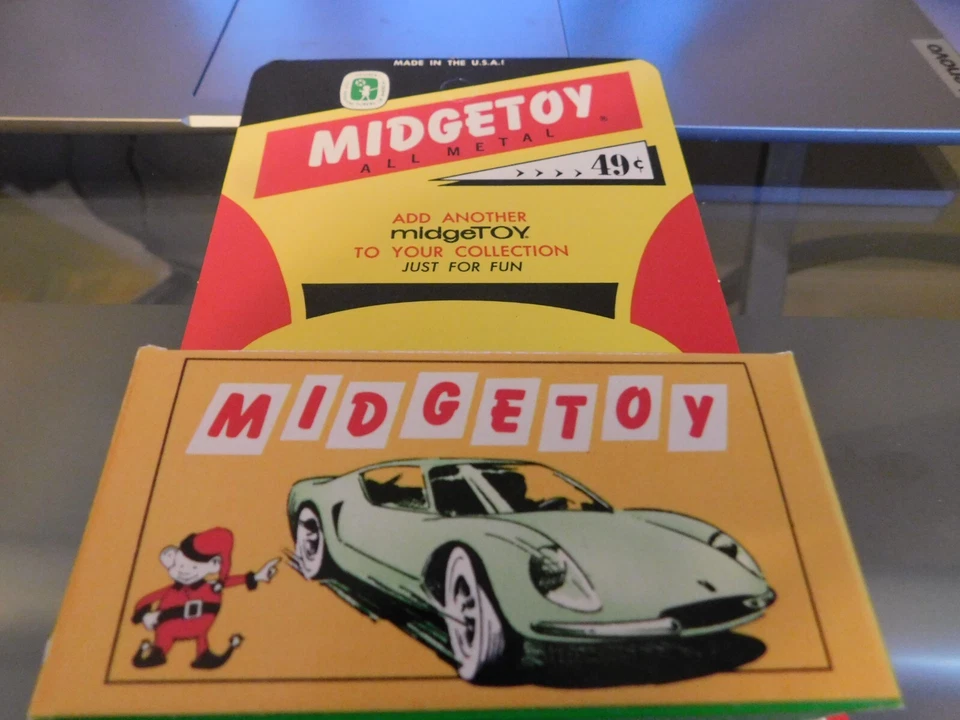 MADE IN THE U.S.A.!
MIDGETOY®
ALL METAL
49¢
ADD ANOTHER
midgeTOY
TO YOUR COLLECTION
JUST FOR FUN
MIDGETOY